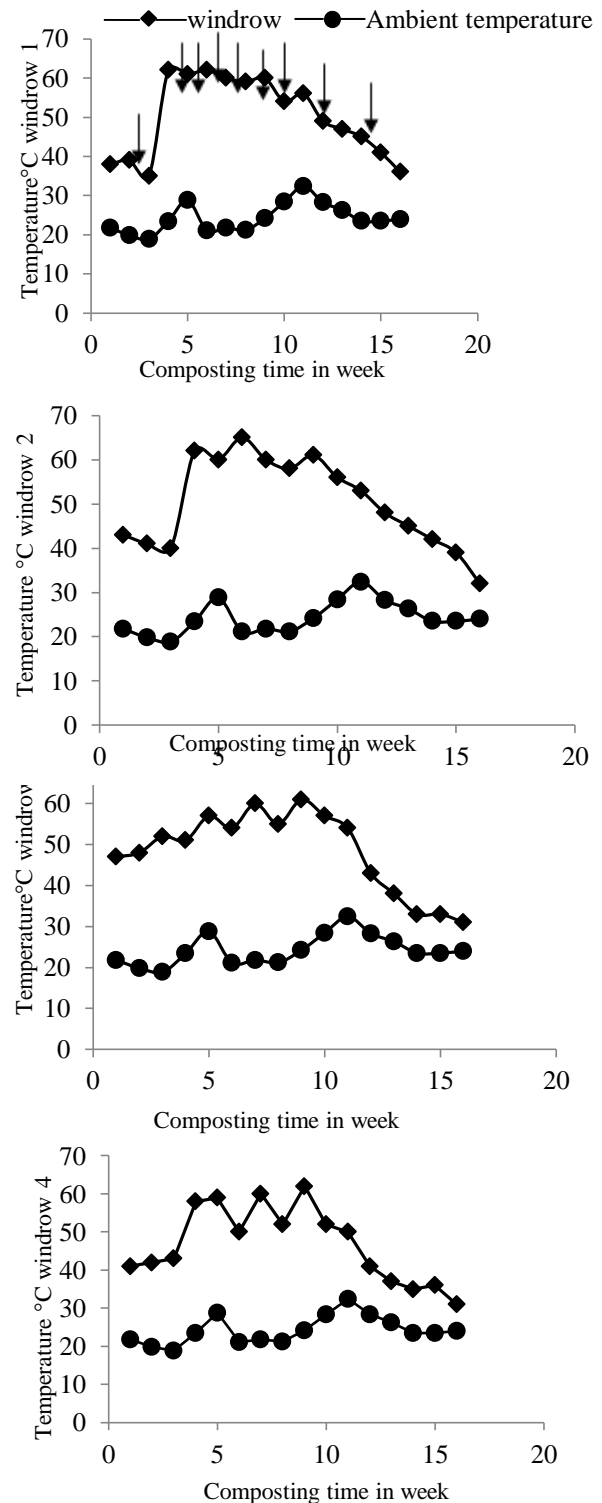 windrow Ambient temperature
Temperature°C windrow 1
70
60
50
40
30
20
10
0
0 5 10 15 20
Composting time in week
Temperature °C windrow 2
70
60
50
40
30
20
10
0
0 5 10 15 20
Composting time in week
Temperature°C windrow
60
50
40
30
20
10
0
0 5 10 15 20
Composting time in week
Temperature °C windrow 4
70
60
50
40
30
20
10
0
0 5 10 15 20
Composting time in week